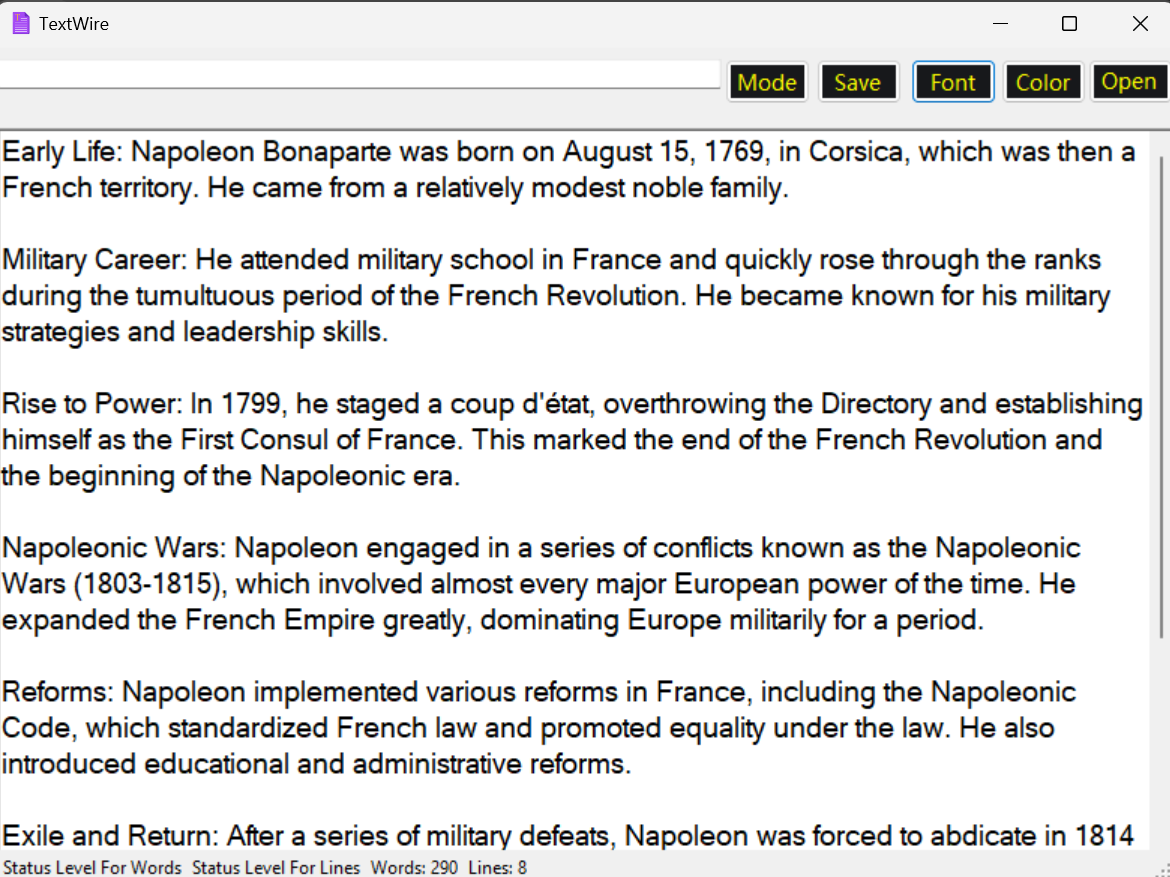 TextWire
Mode Save Font Color Open
Early Life: Napoleon Bonaparte was born on August 15, 1769, in Corsica, which was then a
French territory. He came from a relatively modest noble family.
Military Career: He attended military school in France and quickly rose through the ranks
during the tumultuous period of the French Revolution. He became known for his military
strategies and leadership skills.
Rise to Power: In 1799, he staged a coup d'état, overthrowing the Directory and establishing
himself as the First Consul of France. This marked the end of the French Revolution and
the beginning of the Napoleonic era.
Napoleonic Wars: Napoleon engaged in a series of conflicts known as the Napoleonic
Wars (1803-1815), which involved almost every major European power of the time. He
expanded the French Empire greatly, dominating Europe militarily for a period.
Reforms: Napoleon implemented various reforms in France, including the Napoleonic
Code, which standardized French law and promoted equality under the law. He also
introduced educational and administrative reforms.
Exile and Return: After a series of military defeats, Napoleon was forced to abdicate in 1814
Status Level For Words Status Level For Lines Words: 290 Lines: 8